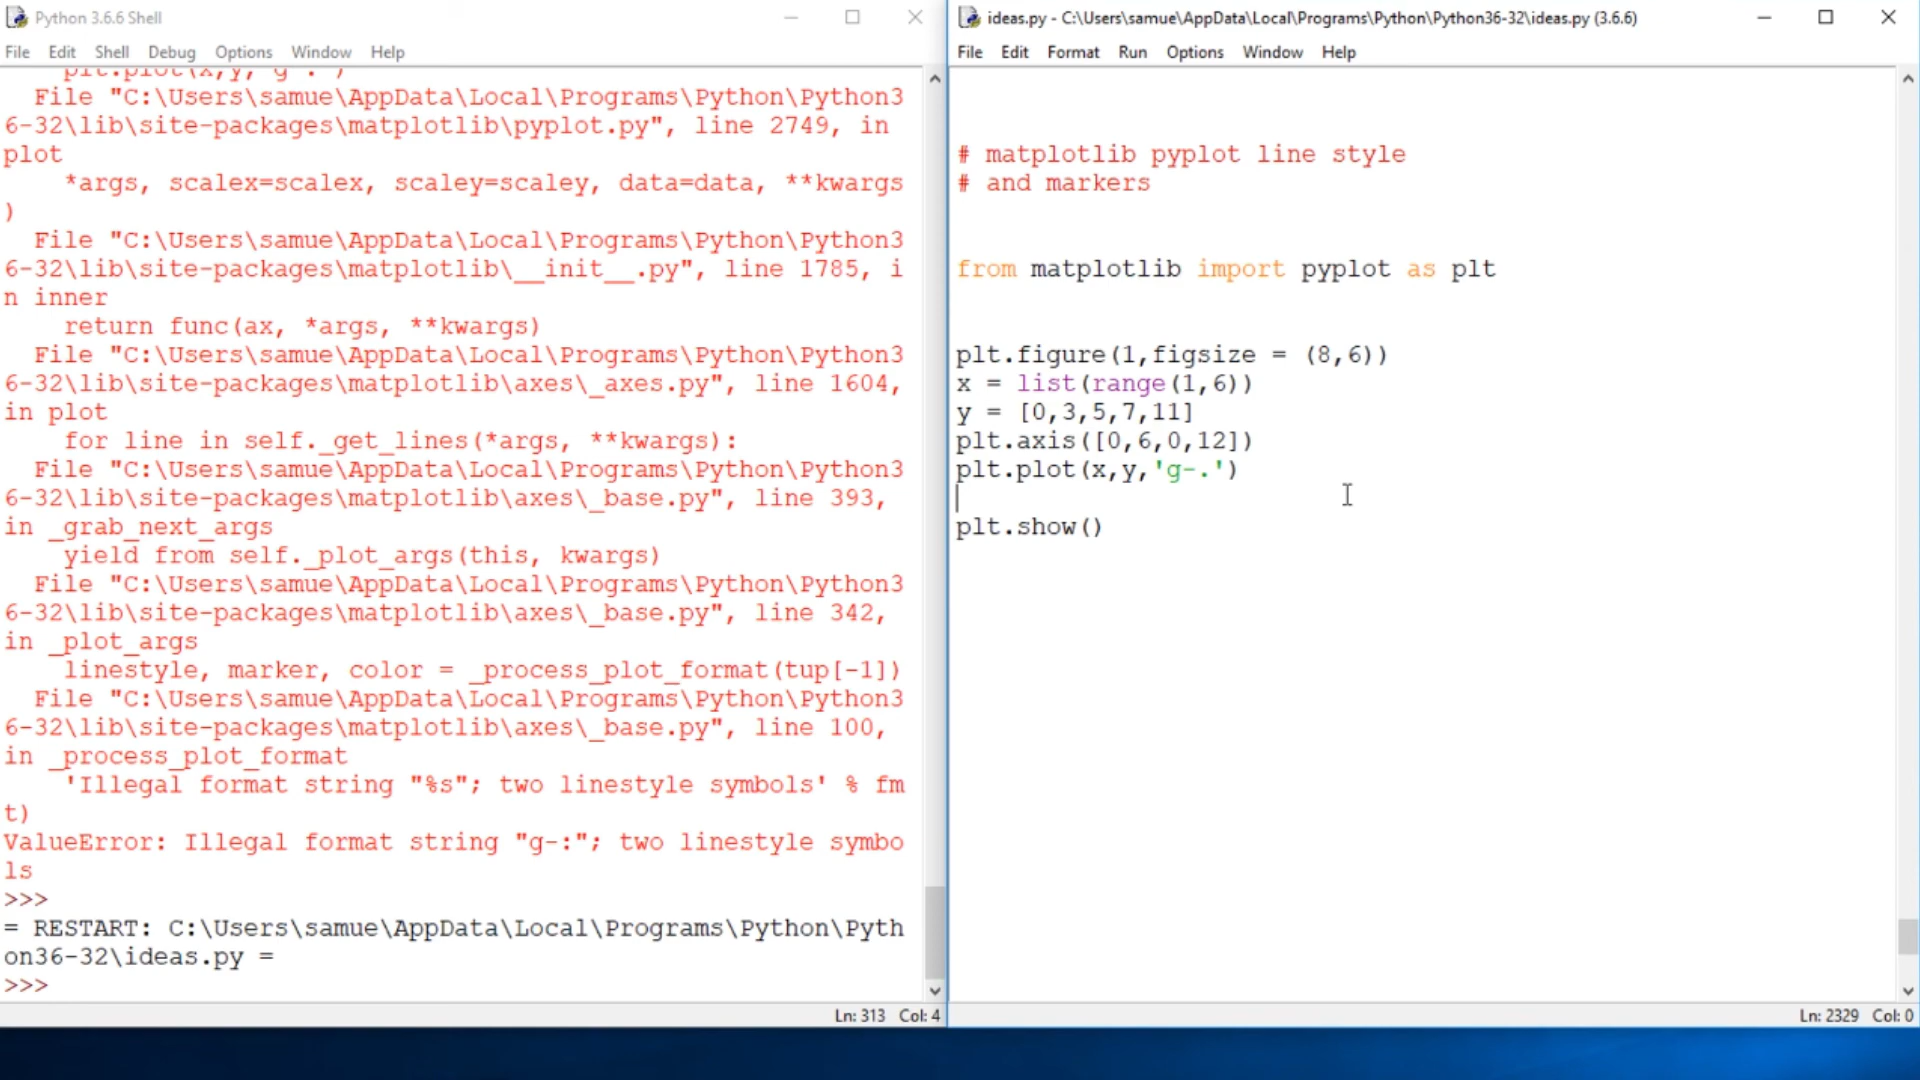 Python 3.6.6 Shell
File Edit Shell Debug Options Window Help
plt.plot(x,y,'g-:')
File "C:\Users\samue\AppData\Local\Programs\Python\Python3
6-32\lib\site-packages\matplotlib\pyplot.py", line 2749, in
plot
*args, scalex=scalex, scaley=scaley, data=data, **kwargs
)
File "C:\Users\samue\AppData\Local\Programs\Python\Python3
6-32\lib\site-packages\matplotlib\__init__.py", line 1785, i
n inner
return func(ax, *args, **kwargs)
File "C:\Users\samue\AppData\Local\Programs\Python\Python3
6-32\lib\site-packages\matplotlib\axes\_axes.py", line 1604,
in plot
for line in self._get_lines(*args, **kwargs):
File "C:\Users\samue\AppData\Local\Programs\Python\Python3
6-32\lib\site-packages\matplotlib\axes\_base.py", line 393,
in _grab_next_args
yield from self._plot_args(this, kwargs)
File "C:\Users\samue\AppData\Local\Programs\Python\Python3
6-32\lib\site-packages\matplotlib\axes\_base.py", line 342,
in _plot_args
linestyle, marker, color = _process_plot_format(tup[-1])
File "C:\Users\samue\AppData\Local\Programs\Python\Python3
6-32\lib\site-packages\matplotlib\axes\_base.py", line 100,
in _process_plot_format
'Illegal format string "%s"; two linestyle symbols' % fm
t)
ValueError: Illegal format string "g-:"; two linestyle symbo
ls
>>>
= RESTART: C:\Users\samue\AppData\Local\Programs\Python\Pyth
on36-32\ideas.py =
>>>
Ln: 313 Col: 4
ideas.py - C:\Users\samue\AppData\Local\Programs\Python\Python36-32\ideas.py (3.6.6)
File Edit Format Run Options Window Help
# matplotlib pyplot line style
# and markers
from matplotlib import pyplot as plt
plt.figure(1,figsize = (8,6))
x = list(range(1,6))
y = [0,3,5,7,11]
plt.axis([0,6,0,12])
plt.plot(x,y,'g-.')
plt.show()
Ln: 2329 Col: 0